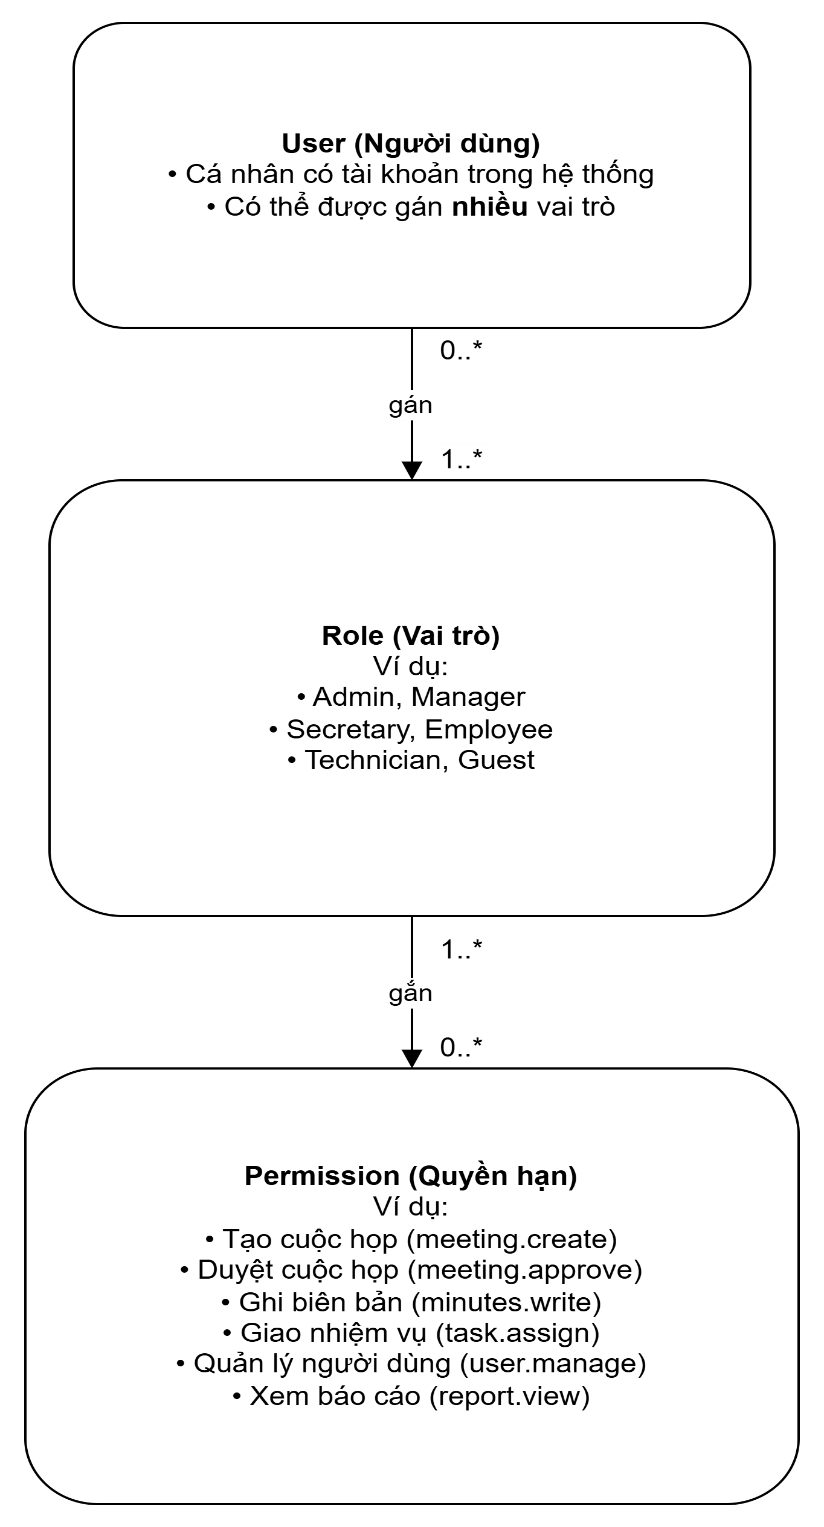 User (Người dùng)
• Cá nhân có tài khoản trong hệ thống
• Có thể được gán nhiều vai trò
0..*
gán
1..*
Role (Vai trò)
Ví dụ:
• Admin, Manager
• Secretary, Employee
• Technician, Guest
1..*
gắn
0..*
Permission (Quyền hạn)
Ví dụ:
• Tạo cuộc họp (meeting.create)
• Duyệt cuộc họp (meeting.approve)
• Ghi biên bản (minutes.write)
• Giao nhiệm vụ (task.assign)
• Quản lý người dùng (user.manage)
• Xem báo cáo (report.view)